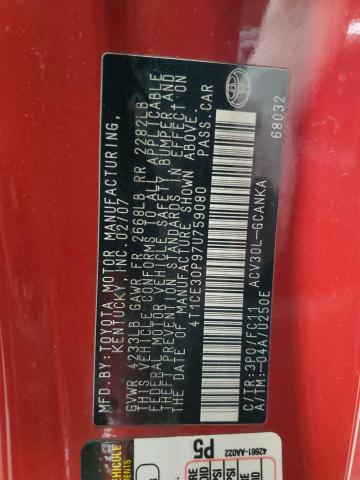 MFD.BY:TOYOTA MOTOR MANUFACTURING,
KENTUCKY, INC. 02/07
GVWR 4233LB GAWR FR 2668LB RR 2282LB
THIS VEHICLE CONFORMS TO ALL APPLICABLE
FEDERAL MOTOR VEHICLE SAFETY, BUMPER AND
THEFT PREVENTION STANDARDS IN EFFECT ON
THE DATE OF MANUFACTURE SHOWN ABOVE.
4T1CE30P97U759080 PASS.CAR
C/TR:3P0/FC11 ACV30L-GCANKA
A/TM:-04A/U250E 68032
42661-AA022
P5